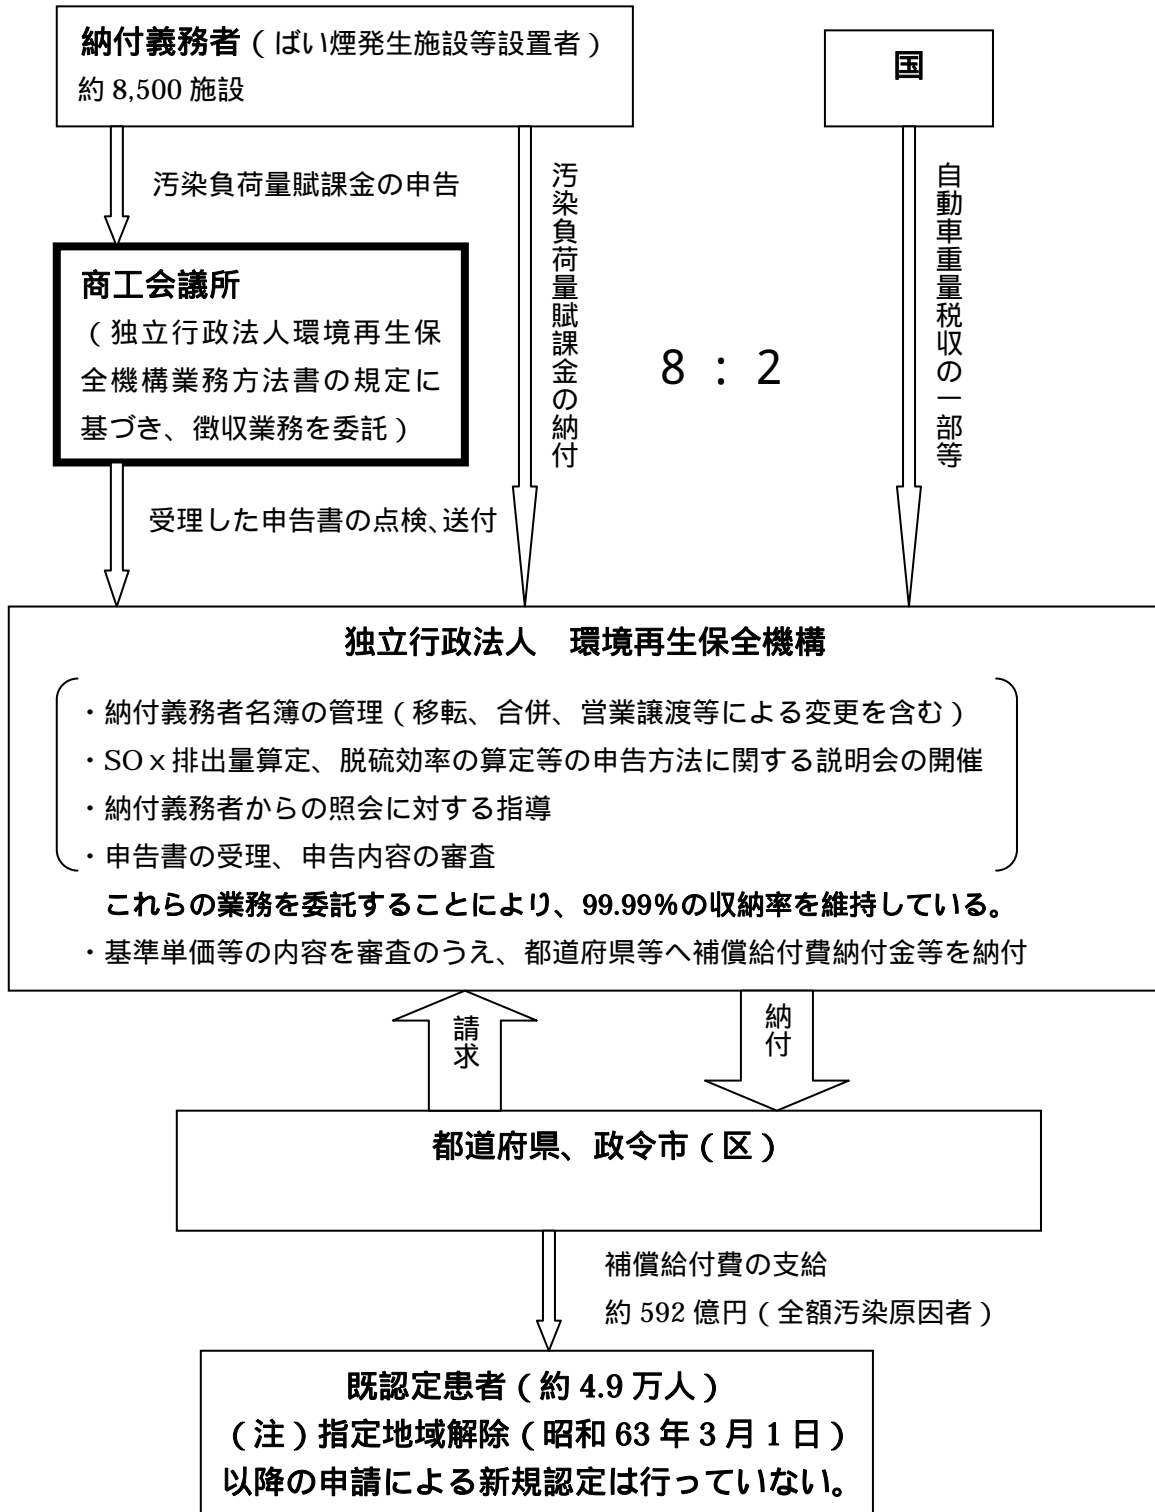 納付義務者（ばい煙発生施設等設置者）
約 8,500 施設
国
汚染負荷量賦課金の申告
汚染負荷量賦課金の納付
自動車重量税収の一部等
8 : 2
商工会議所
（独立行政法人環境再生保
全機構業務方法書の規定に
基づき、徴収業務を委託）
受理した申告書の点検、送付
独立行政法人　環境再生保全機構
・納付義務者名簿の管理（移転、合併、営業譲渡等による変更を含む）
・SO x 排出量算定、脱硫効率の算定等の申告方法に関する説明会の開催
・納付義務者からの照会に対する指導
・申告書の受理、申告内容の審査
これらの業務を委託することにより、99.99％の収納率を維持している。
・基準単価等の内容を審査のうえ、都道府県等へ補償給付費納付金等を納付
請求
納付
都道府県、政令市（区）
補償給付費の支給
約 592 億円（全額汚染原因者）
既認定患者（約 4.9 万人）
（注）指定地域解除（昭和 63 年 3 月 1 日）
以降の申請による新規認定は行っていない。